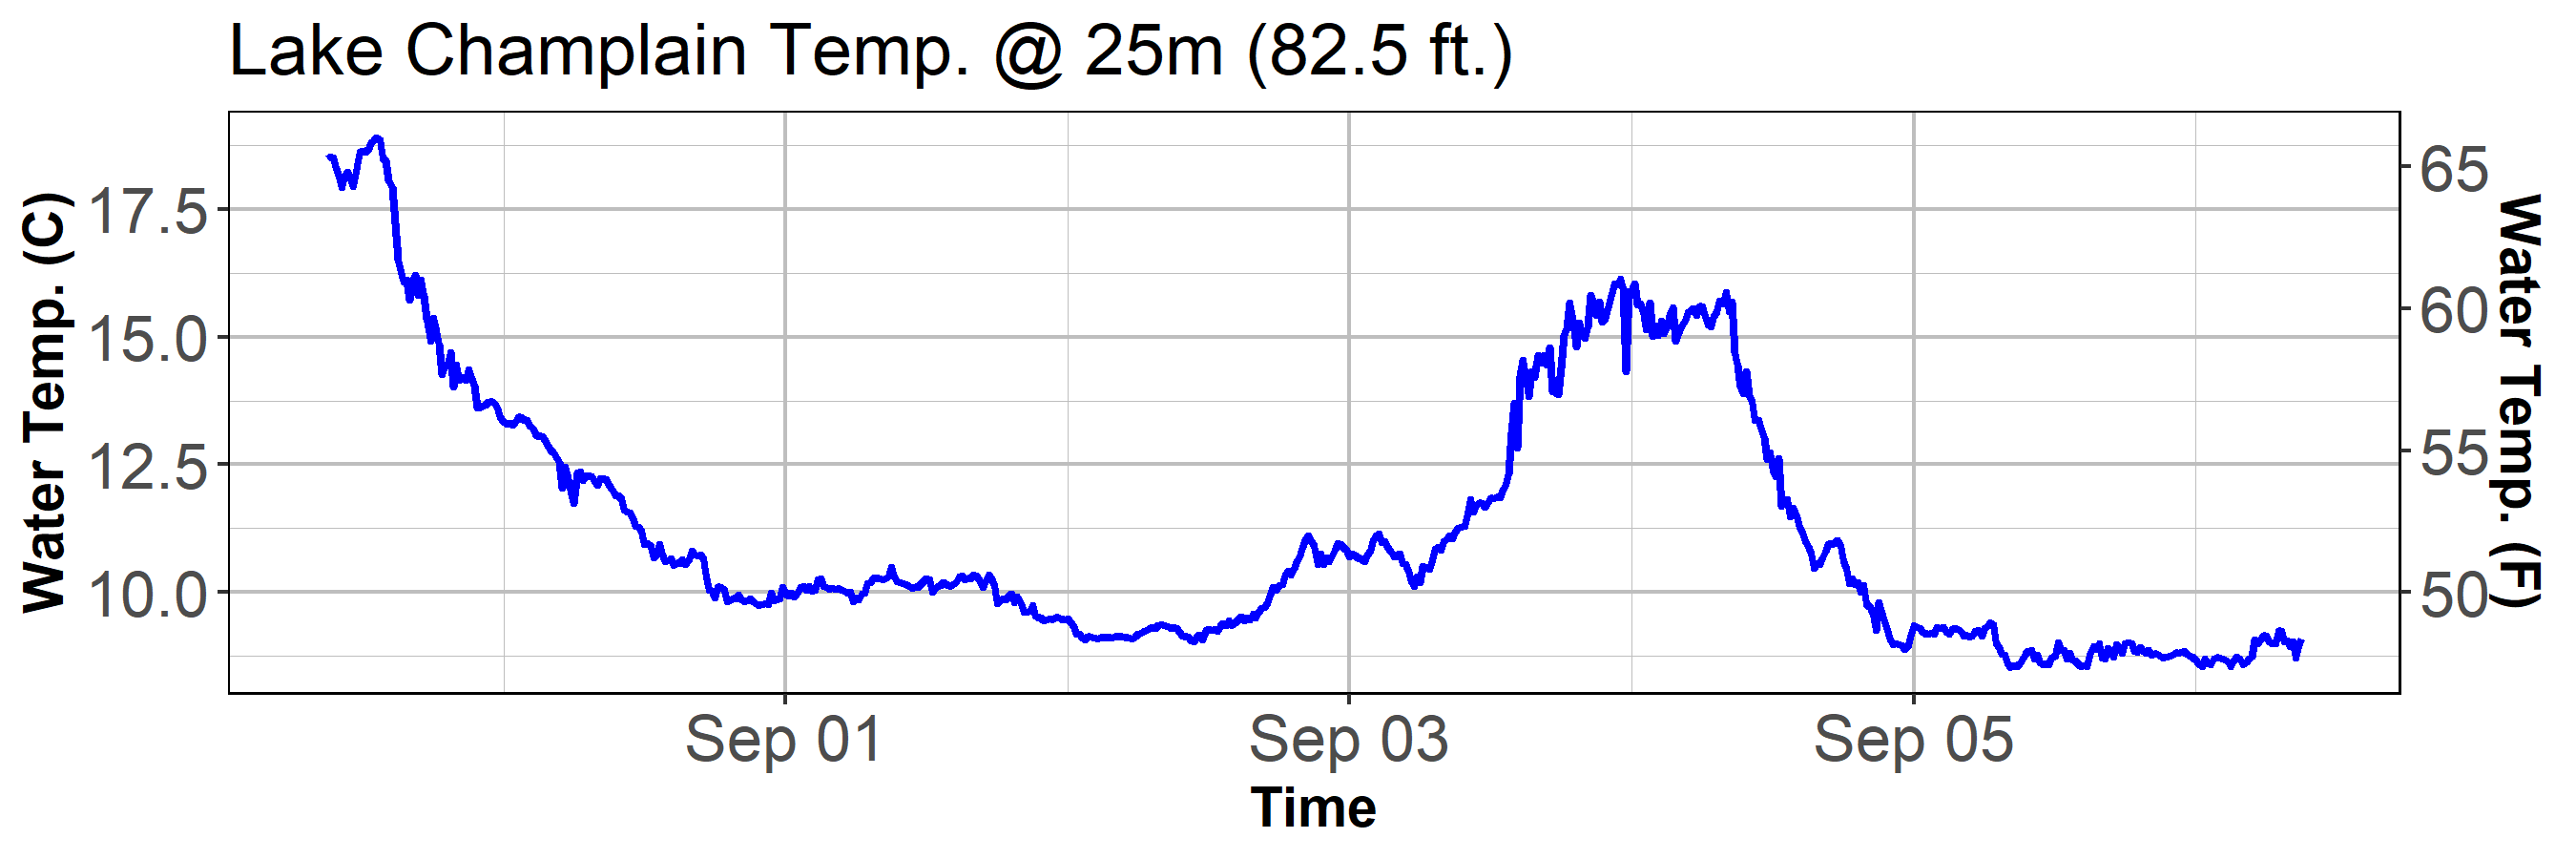 Lake Champlain Temp. @ 25m (82.5 ft.)
Water Temp. (C)
17.5
15.0
12.5
10.0
65
60
55
50
Water Temp. (F)
Sep 01
Sep 03
Sep 05
Time